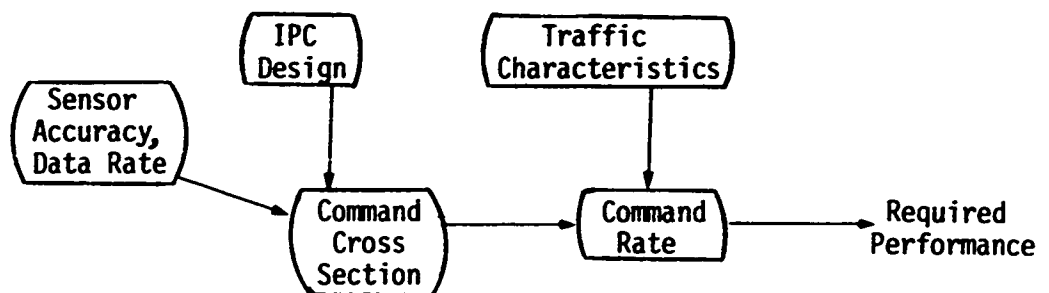 IPC
Design
Traffic
Characteristics
Sensor
Accuracy,
Data Rate
Command
Cross
Section
Command
Rate
Required
Performance